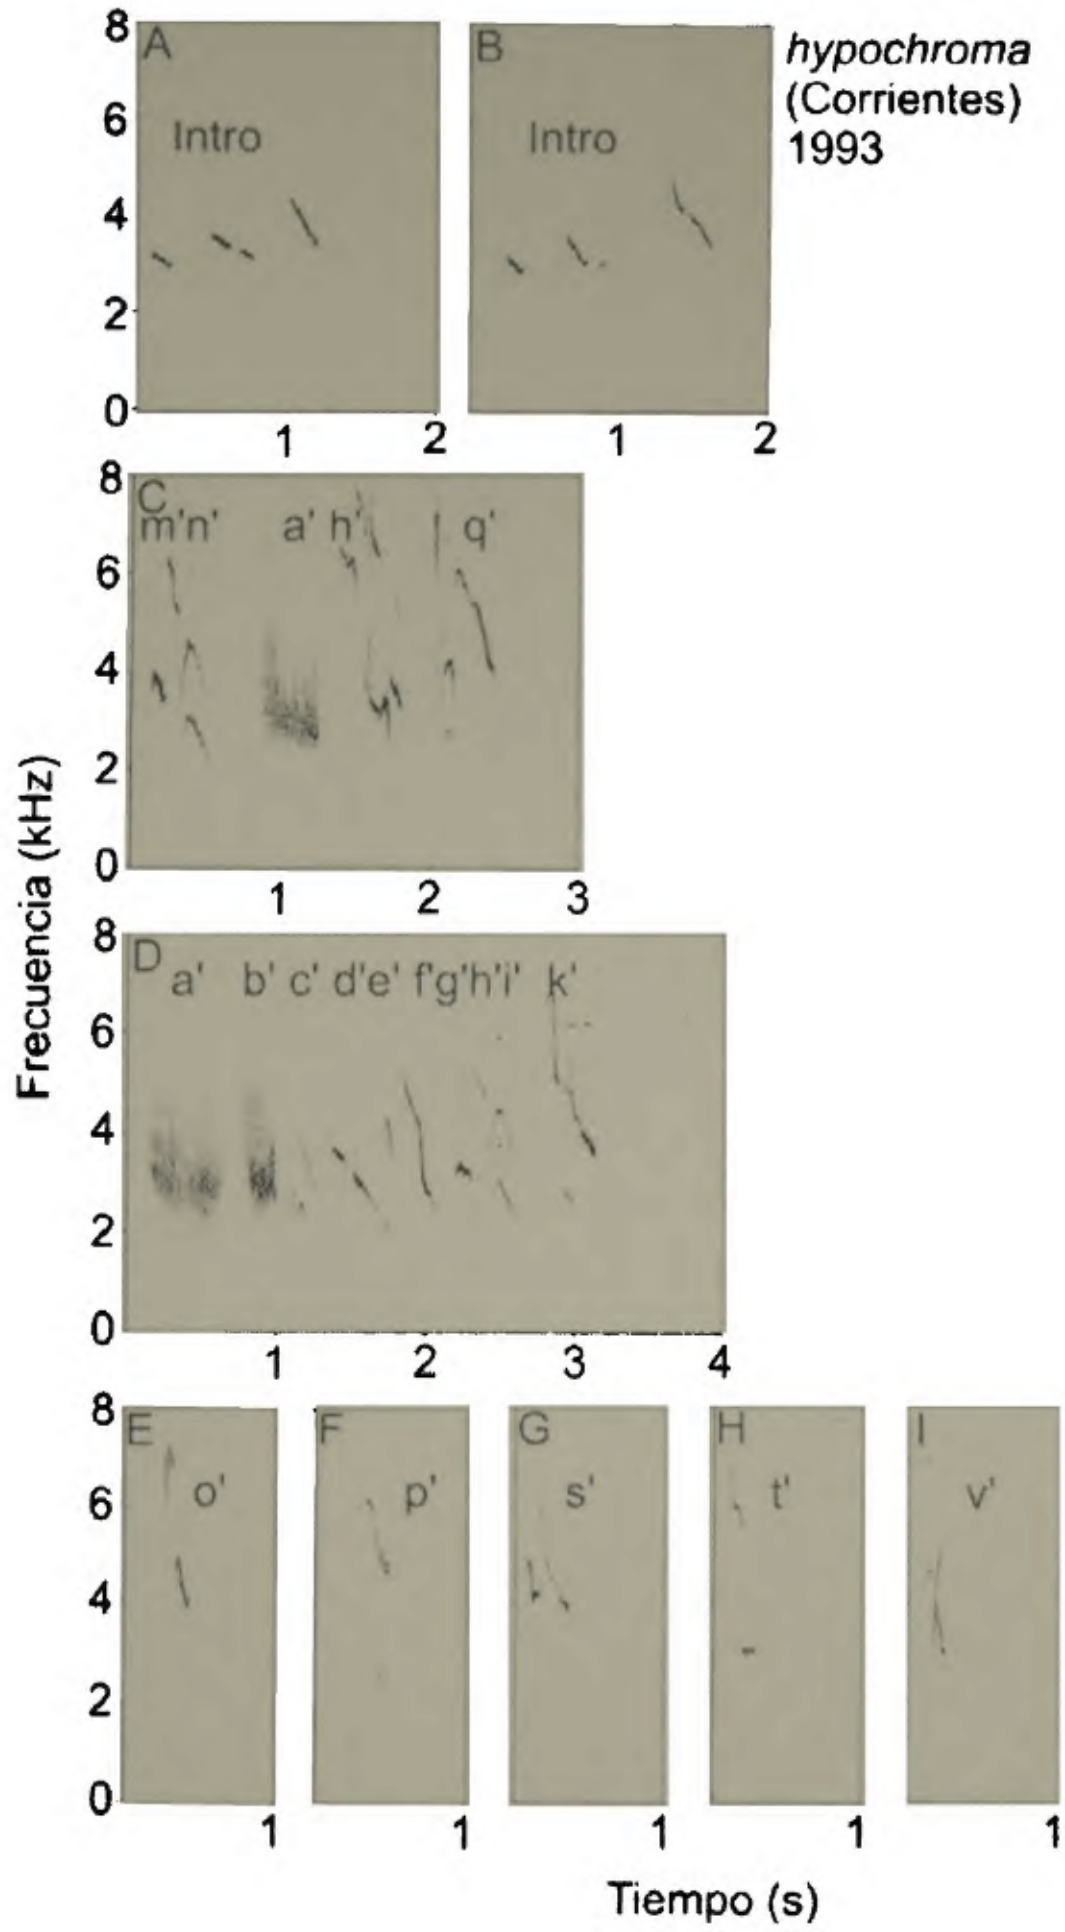 8 A B hypochroma
(Corrientes)
6 Intro Intro 1993
4
2
0
1 2 1 2
8 C
m'n' a' h' q'
6
4
2
0
1 2 3
Frecuencia (kHz)
8 D
a' b' c' d'e' f'g'h'i' k'
6
4
2
0
1 2 3 4
8 E F G H I
6 o' p' s' t' v'
4
2
0
1 1 1 1 1
Tiempo (s)